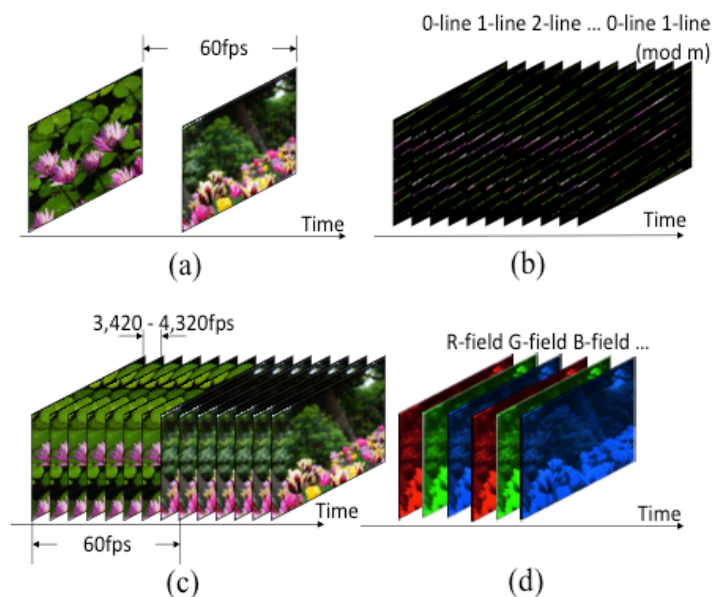 60fps
Time
(a)
0-line 1-line 2-line ... 0-line 1-line
(mod m)
Time
(b)
3,420 - 4,320fps
Time
60fps
(c)
R-field G-field B-field ...
Time
(d)